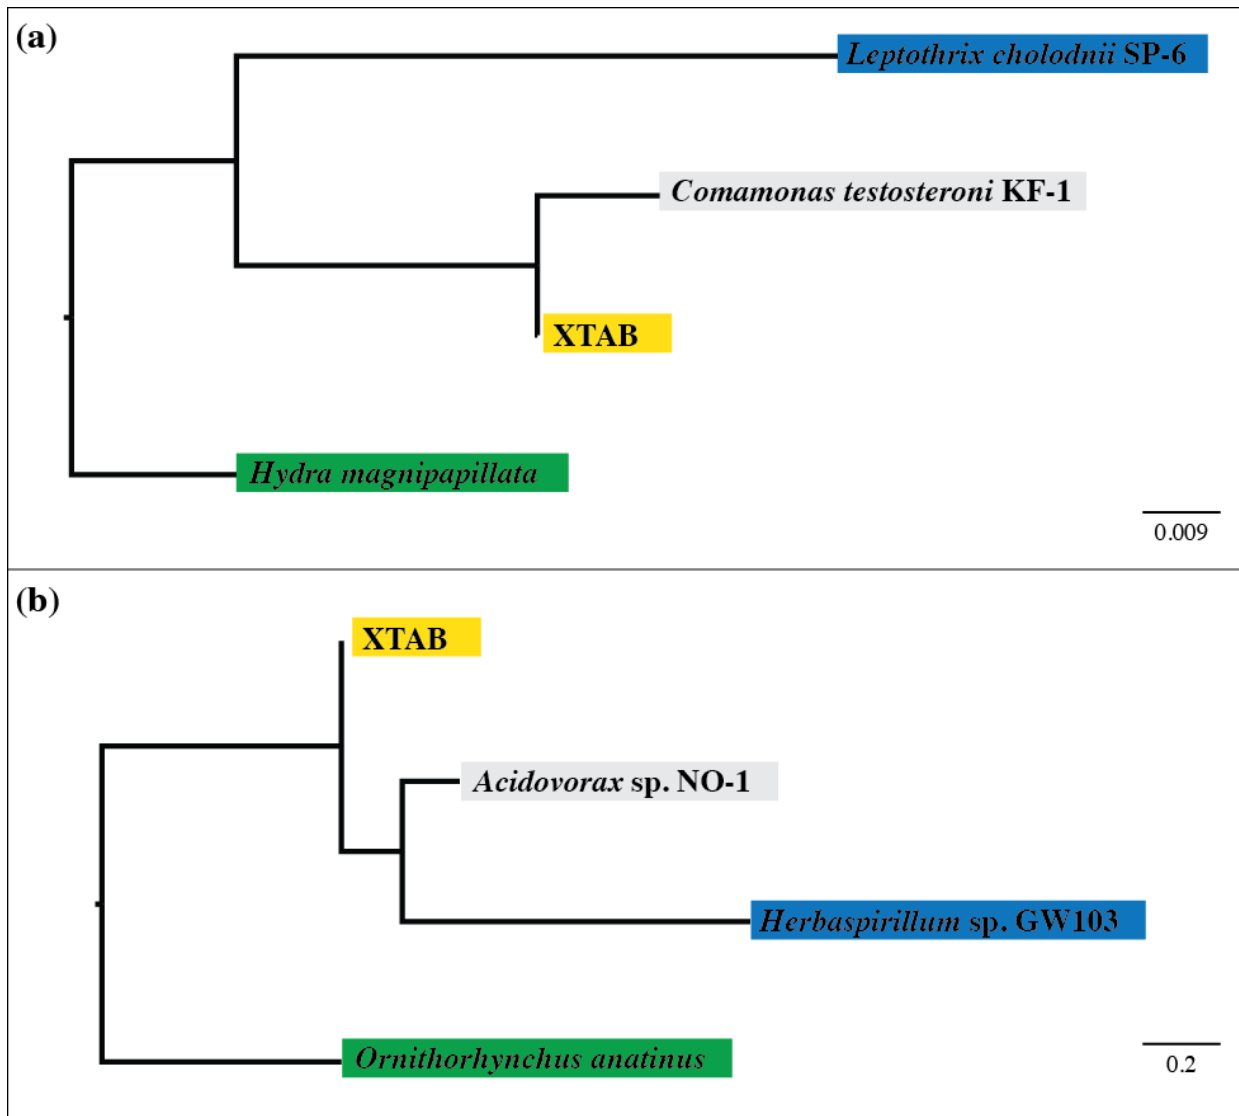 (a)
Leptothrix cholodnii SP-6
Comamonas testosteroni KF-1
XTAB
Hydra magnipapillata
0.009
(b)
XTAB
Acidovorax sp. NO-1
Herbaspirillum sp. GW103
Ornithorhynchus anatinus
0.2